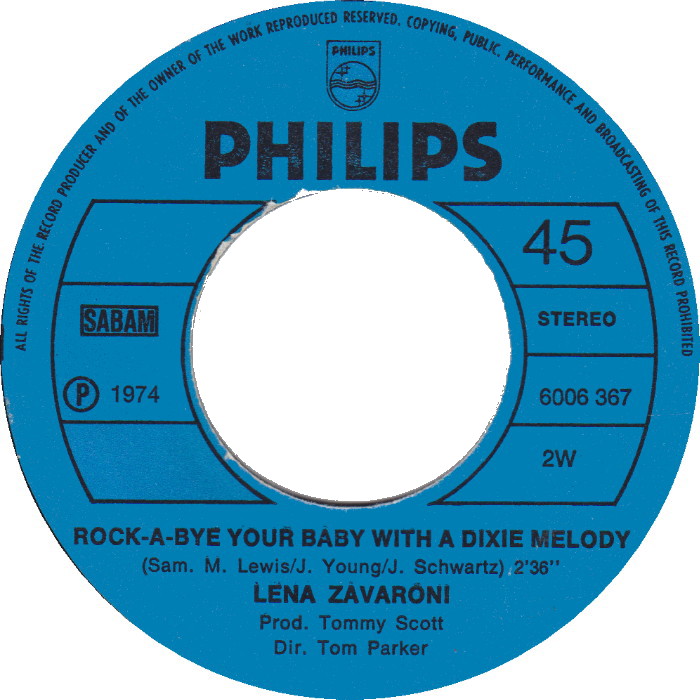 ALL RIGHTS OF THE RECORD PRODUCER AND OF THE OWNER OF THE WORK REPRODUCED RESERVED. COPYING, PUBLIC. PERFORMANCE AND BROADCASTING OF THIS RECORD PROHIBITED
PHILIPS
PHILIPS
45
SABAM
STEREO
Ⓟ 1974
6006 367
2W
ROCK-A-BYE YOUR BABY WITH A DIXIE MELODY
(Sam. M. Lewis/J. Young/J. Schwartz) 2'36''
LENA ZAVARONI
Prod. Tommy Scott
Dir. Tom Parker